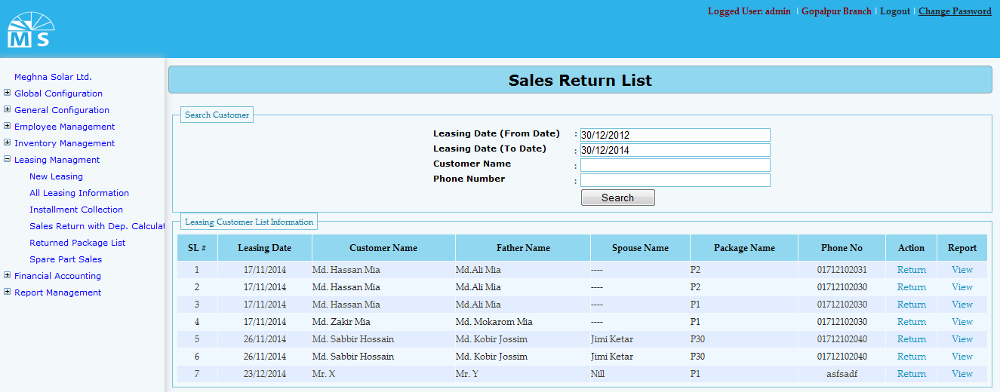 Logged User: admin | Gopalpur Branch | Logout | Change Password
M S
Sales Return List
Meghna Solar Ltd.
Global Configuration
General Configuration
Employee Management
Inventory Management
Leasing Managment
New Leasing
All Leasing Information
Installment Collection
Sales Return with Dep. Calculat
Returned Package List
Spare Part Sales
Financial Accounting
Report Management
Search Customer
Leasing Date (From Date) : 30/12/2012
Leasing Date (To Date) : 30/12/2014
Customer Name :
Phone Number :
Search
Leasing Customer List Information
SL # Leasing Date Customer Name Father Name Spouse Name Package Name Phone No Action Report
1 17/11/2014 Md. Hassan Mia Md.Ali Mia ---- P2 01712102031 Return View
2 17/11/2014 Md. Hassan Mia Md.Ali Mia ---- P2 01712102030 Return View
3 17/11/2014 Md. Hassan Mia Md.Ali Mia ---- P1 01712102030 Return View
4 17/11/2014 Md. Zakir Mia Md. Mokarom Mia ---- P1 01712102030 Return View
5 26/11/2014 Md. Sabbir Hossain Md. Kobir Jossim Jimi Ketar P30 01712102040 Return View
6 26/11/2014 Md. Sabbir Hossain Md. Kobir Jossim Jimi Ketar P30 01712102040 Return View
7 23/12/2014 Mr. X Mr. Y Nill P1 asfsadf Return View